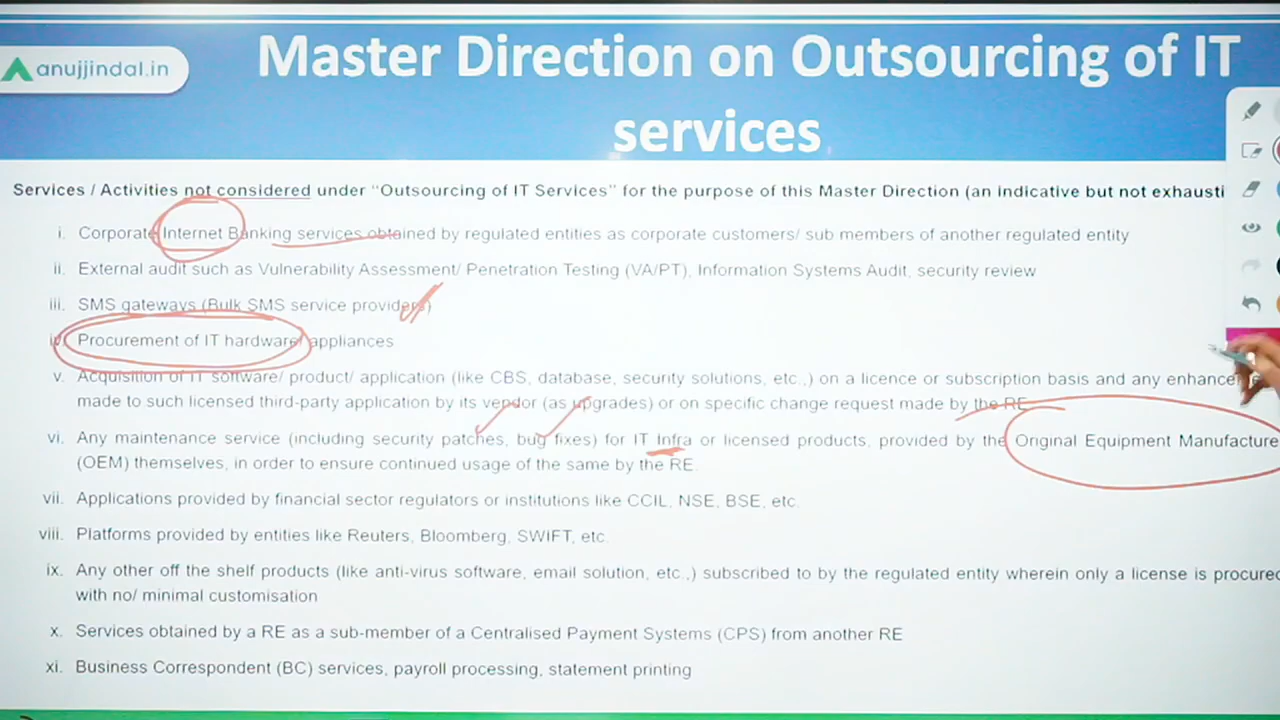 anujjindal.in
Master Direction on Outsourcing of IT
services
Services / Activities not considered under “Outsourcing of IT Services” for the purpose of this Master Direction (an indicative but not exhausti
i. Corporate Internet Banking services obtained by regulated entities as corporate customers/ sub members of another regulated entity
ii. External audit such as Vulnerability Assessment/ Penetration Testing (VA/PT), Information Systems Audit, security review
iii. SMS gateways (Bulk SMS service providers)
iv. Procurement of IT hardware/ appliances
v. Acquisition of IT software/ product/ application (like CBS, database, security solutions, etc.,) on a licence or subscription basis and any enhance
made to such licensed third-party application by its vendor (as upgrades) or on specific change request made by the RE
vi. Any maintenance service (including security patches, bug fixes) for IT Infra or licensed products, provided by the Original Equipment Manufacture
(OEM) themselves, in order to ensure continued usage of the same by the RE.
vii. Applications provided by financial sector regulators or institutions like CCIL, NSE, BSE, etc.
viii. Platforms provided by entities like Reuters, Bloomberg, SWIFT, etc.
ix. Any other off the shelf products (like anti-virus software, email solution, etc.,) subscribed to by the regulated entity wherein only a license is procured
with no/ minimal customisation
x. Services obtained by a RE as a sub-member of a Centralised Payment Systems (CPS) from another RE
xi. Business Correspondent (BC) services, payroll processing, statement printing